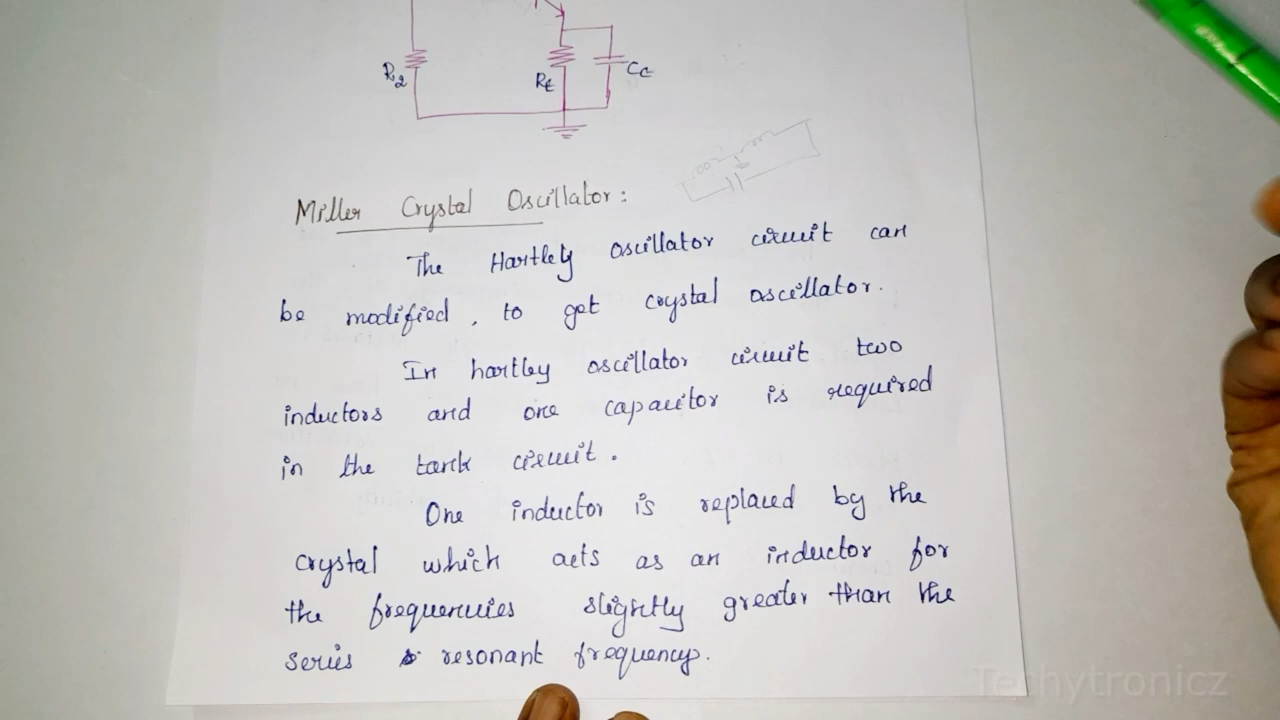 R2
RE
CC
Miller Crystal Oscillator:
The Hartley oscillator circuit can
be modified, to get crystal oscillator.
In hartley oscillator circuit two
inductors and one capacitor is required
in the tank circuit.
One inductor is replaced by the
crystal which acts as an inductor for
the frequencies slightly greater than the
series resonant frequency.
Techytronicz